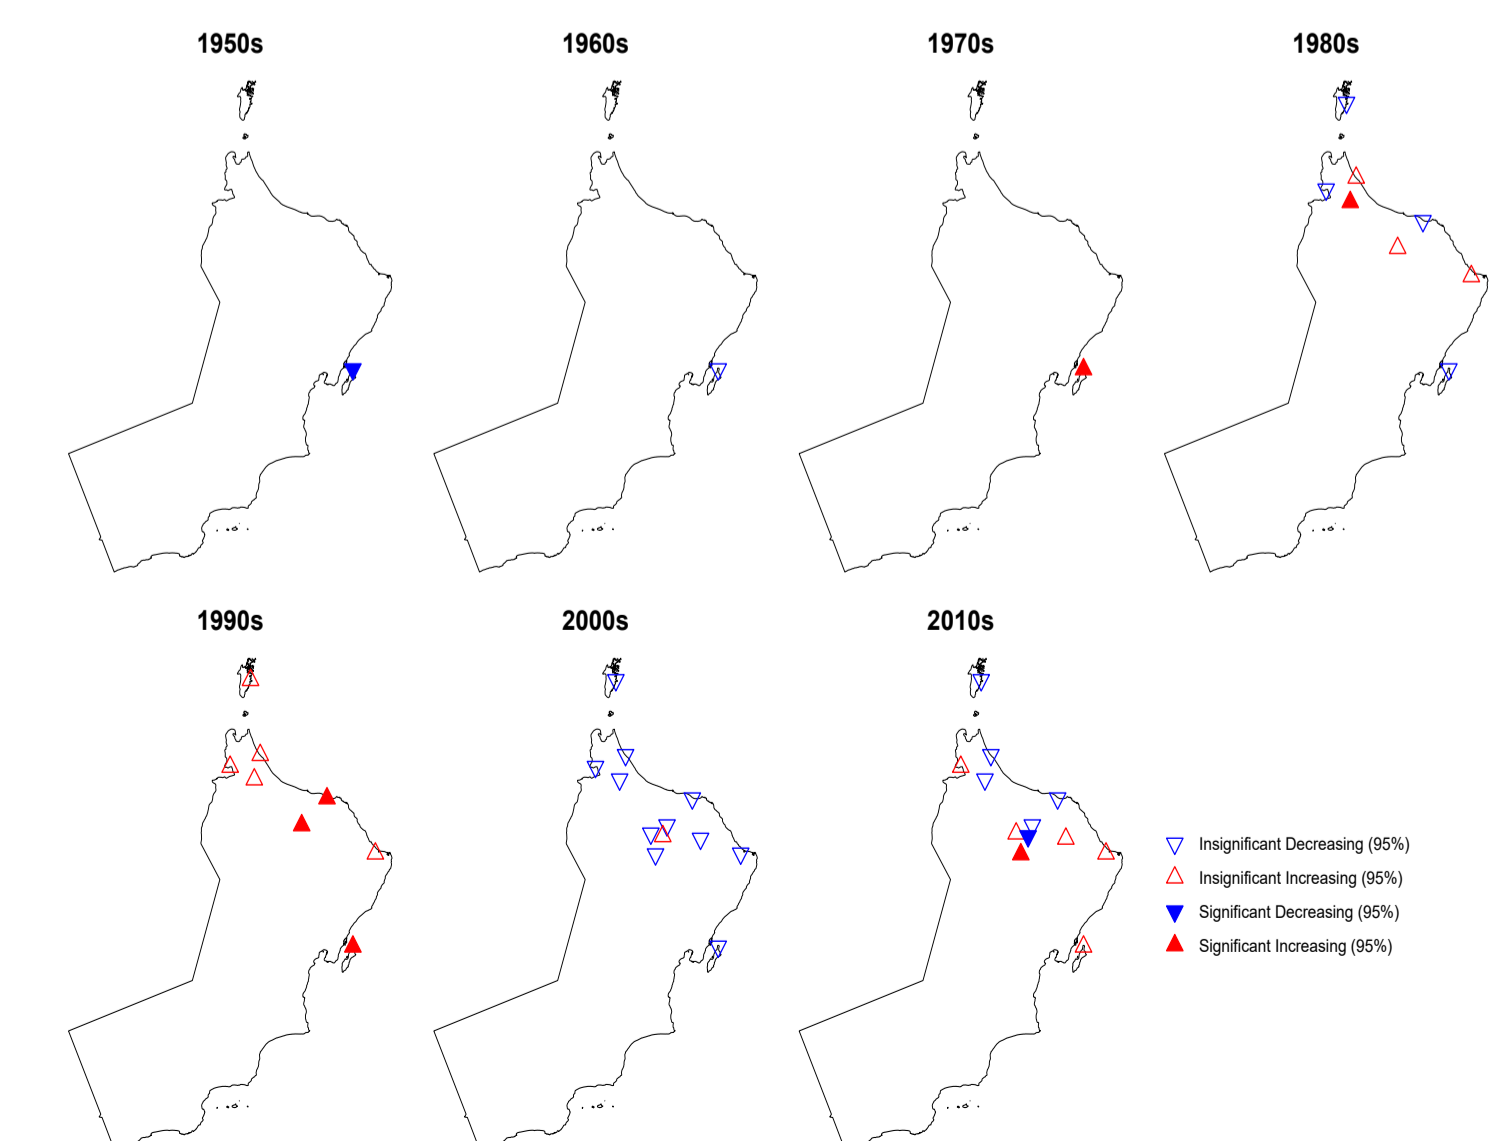 1950s
1960s
1970s
1980s
1990s
2000s
2010s
Insignificant Decreasing (95%)
Insignificant Increasing (95%)
Significant Decreasing (95%)
Significant Increasing (95%)